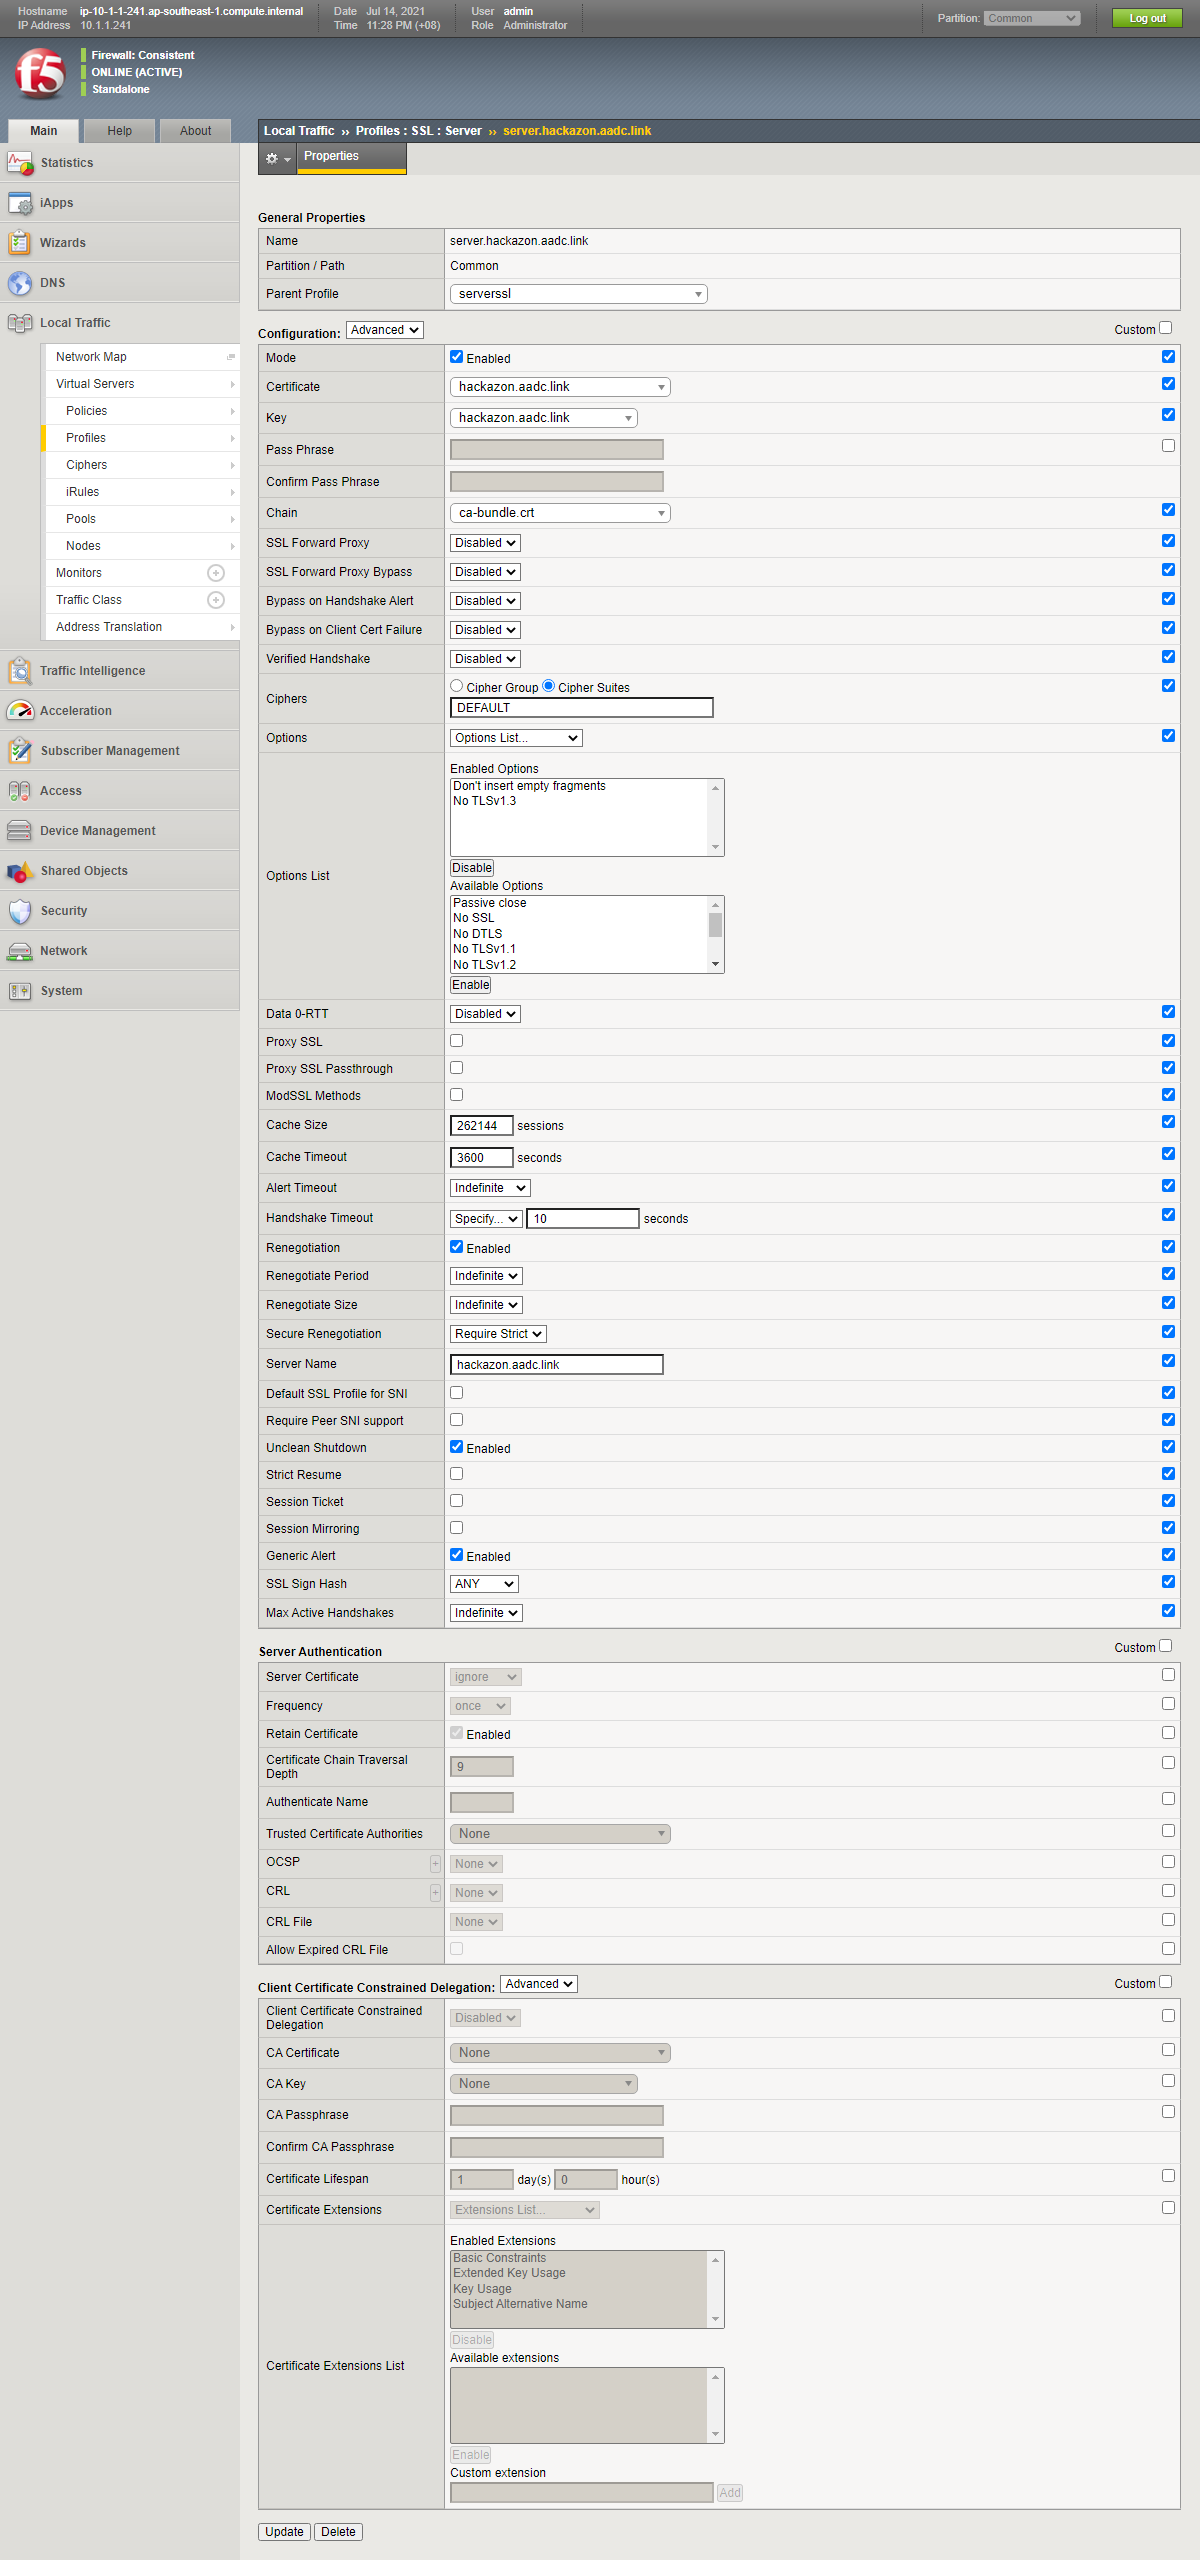 Hostname ip-10-1-1-241.ap-southeast-1.compute.internal Date Jul 14, 2021 User admin
IP Address 10.1.1.241 Time 11:28 PM (+08) Role Administrator
Partition: Common Log out
f5
Firewall: Consistent
ONLINE (ACTIVE)
Standalone
Main Help About
Local Traffic ›› Profiles : SSL : Server ›› server.hackazon.aadc.link
Properties
Statistics
iApps
Wizards
DNS
Local Traffic
Network Map
Virtual Servers
Policies
Profiles
Ciphers
iRules
Pools
Nodes
Monitors
Traffic Class
Address Translation
Traffic Intelligence
Acceleration
Subscriber Management
Access
Device Management
Shared Objects
Security
Network
System
General Properties
Name server.hackazon.aadc.link
Partition / Path Common
Parent Profile serverssl
Configuration: Advanced Custom
Mode Enabled
Certificate hackazon.aadc.link
Key hackazon.aadc.link
Pass Phrase
Confirm Pass Phrase
Chain ca-bundle.crt
SSL Forward Proxy Disabled
SSL Forward Proxy Bypass Disabled
Bypass on Handshake Alert Disabled
Bypass on Client Cert Failure Disabled
Verified Handshake Disabled
Ciphers Cipher Group Cipher Suites
DEFAULT
Options Options List...
Options List
Enabled Options
Don't insert empty fragments
No TLSv1.3
Disable
Available Options
Passive close
No SSL
No DTLS
No TLSv1.1
No TLSv1.2
Enable
Data 0-RTT Disabled
Proxy SSL
Proxy SSL Passthrough
ModSSL Methods
Cache Size 262144 sessions
Cache Timeout 3600 seconds
Alert Timeout Indefinite
Handshake Timeout Specify... 10 seconds
Renegotiation Enabled
Renegotiate Period Indefinite
Renegotiate Size Indefinite
Secure Renegotiation Require Strict
Server Name hackazon.aadc.link
Default SSL Profile for SNI
Require Peer SNI support
Unclean Shutdown Enabled
Strict Resume
Session Ticket
Session Mirroring
Generic Alert Enabled
SSL Sign Hash ANY
Max Active Handshakes Indefinite
Server Authentication Custom
Server Certificate ignore
Frequency once
Retain Certificate Enabled
Certificate Chain Traversal
Depth 9
Authenticate Name
Trusted Certificate Authorities None
OCSP + None
CRL + None
CRL File None
Allow Expired CRL File
Client Certificate Constrained Delegation: Advanced Custom
Client Certificate Constrained
Delegation Disabled
CA Certificate None
CA Key None
CA Passphrase
Confirm CA Passphrase
Certificate Lifespan 1 day(s) 0 hour(s)
Certificate Extensions Extensions List...
Certificate Extensions List
Enabled Extensions
Basic Constraints
Extended Key Usage
Key Usage
Subject Alternative Name
Disable
Available extensions
Enable
Custom extension
Add
Update Delete